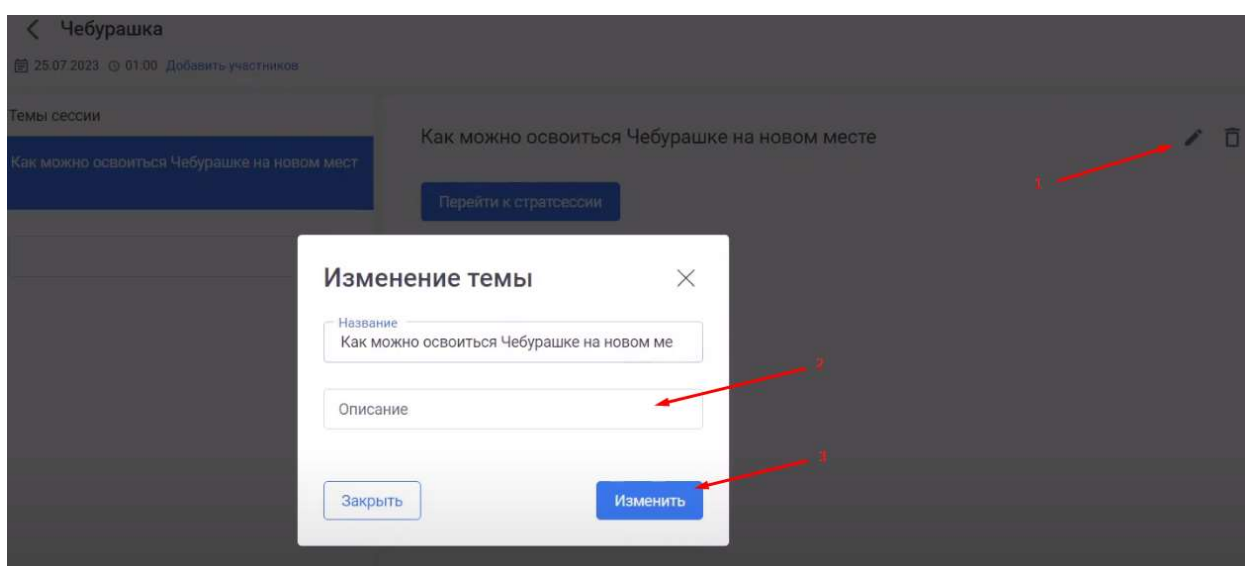 Чебурашка
25.07.2023 01:00 Добавить участников
Темы сессии
Как можно освоиться Чебурашке на новом месте
Как можно освоиться Чебурашке на новом мест
1
Перейти к стратсессии
Изменение темы
Название
Как можно освоиться Чебурашке на новом ме
2
Описание
3
Закрыть
Изменить